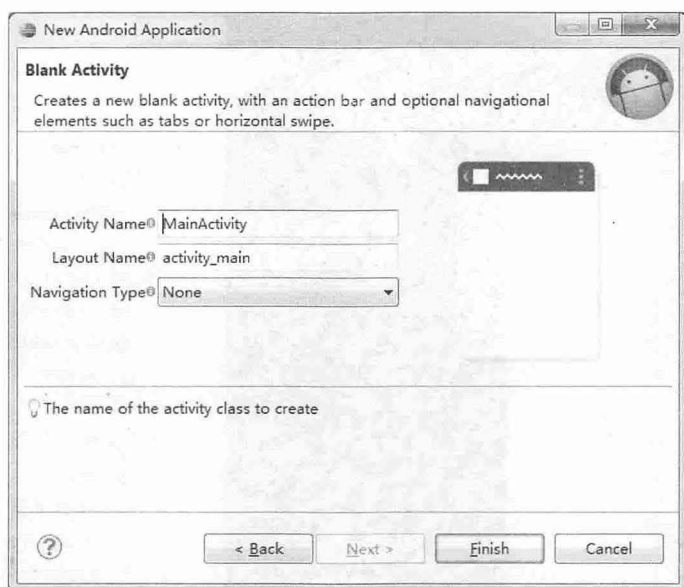 New Android Application
Blank Activity
Creates a new blank activity, with an action bar and optional navigational
elements such as tabs or horizontal swipe.
Activity Name MainActivity
Layout Name activity_main
Navigation Type None
The name of the activity class to create
?
< Back
Next >
Finish
Cancel